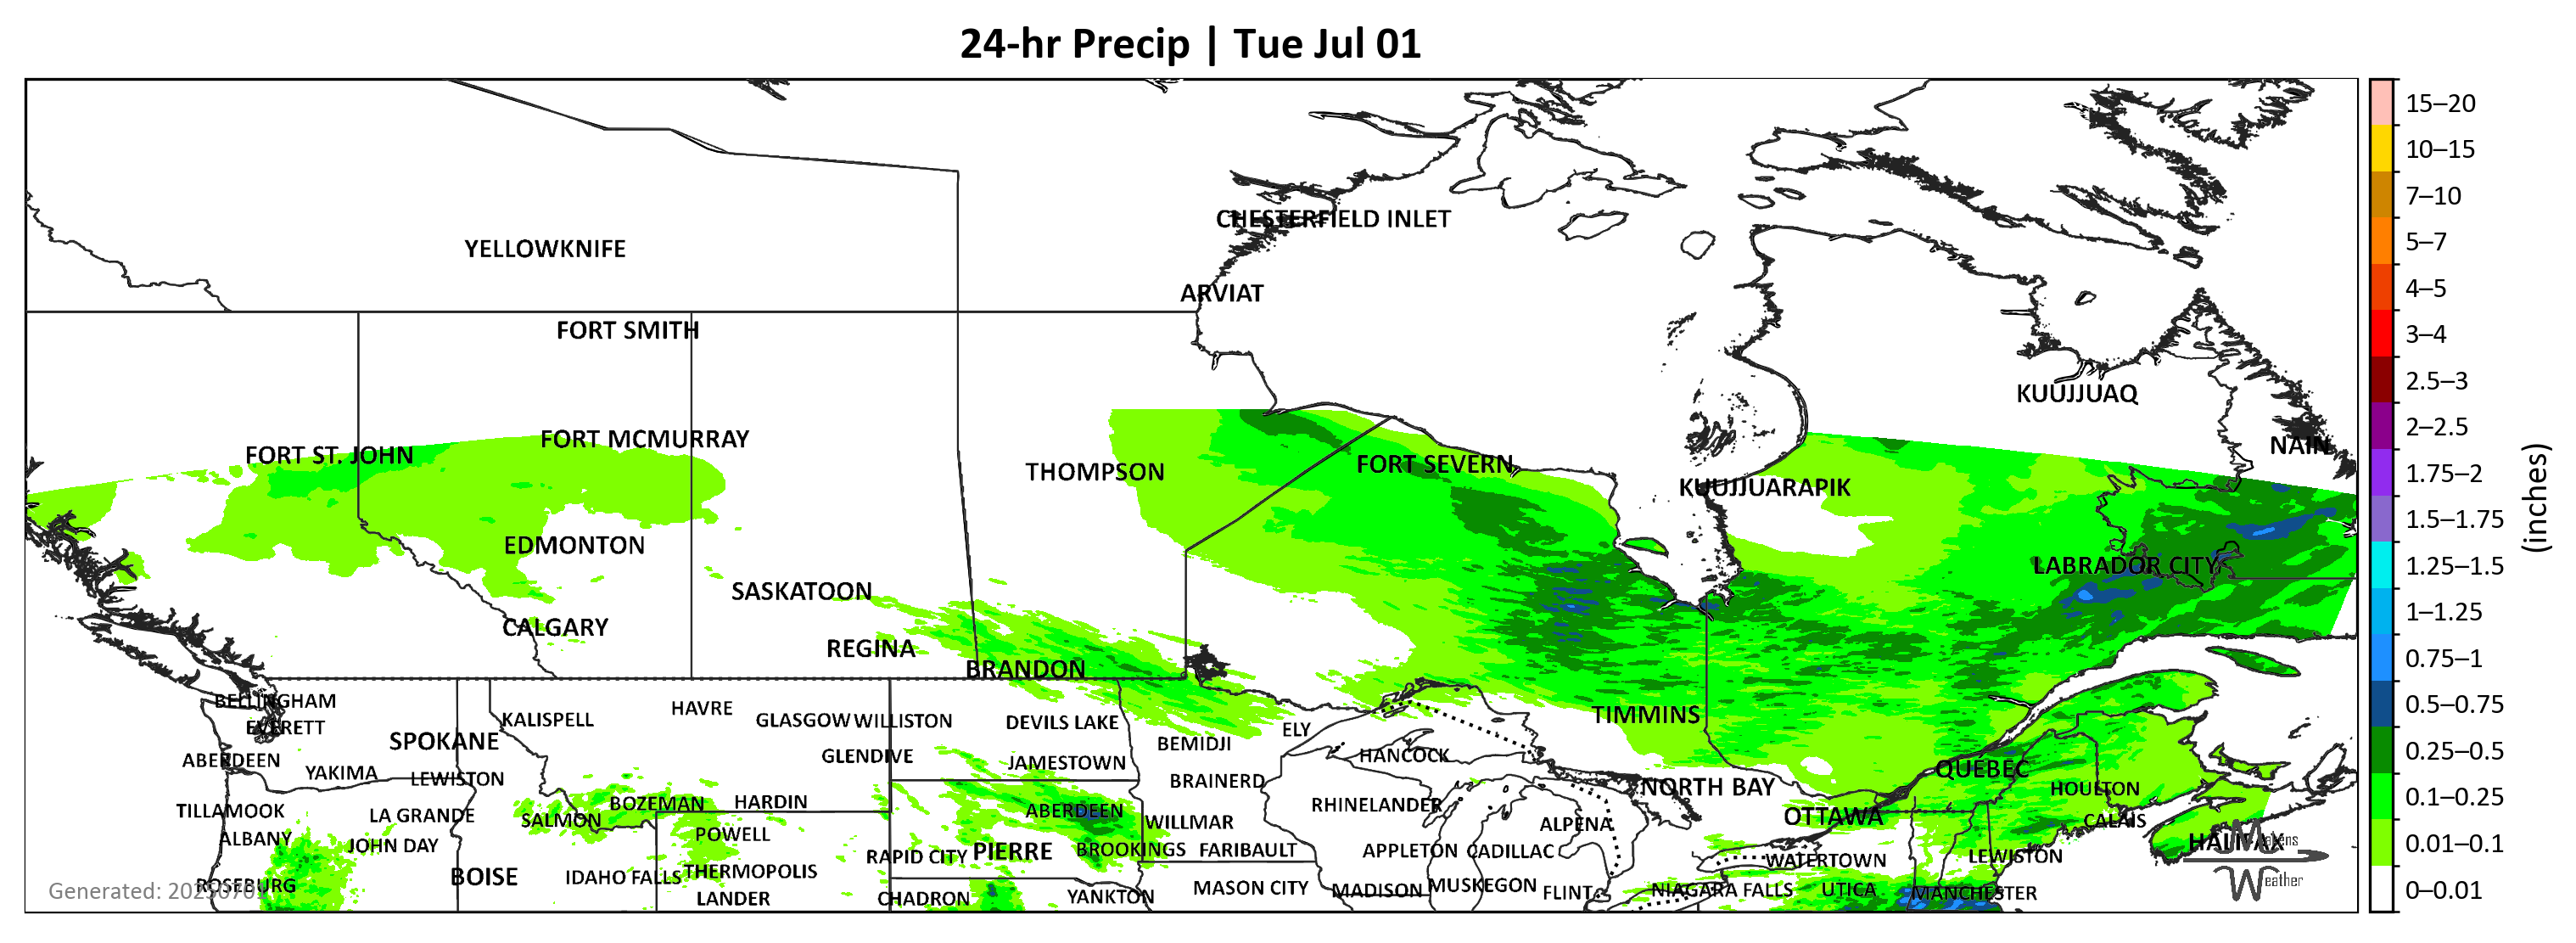 24-hr Precip | Tue Jul 01
15–20
10–15
7–10
5–7
4–5
3–4
2.5–3
2–2.5
1.75–2
1.5–1.75
1.25–1.5
1–1.25
0.75–1
0.5–0.75
0.25–0.5
0.1–0.25
0.01–0.1
0–0.01
(inches)
CHESTERFIELD INLET
YELLOWKNIFE
ARVIAT
FORT SMITH
KUUJJUAQ
FORT MCMURRAY
NAIN
FORT ST. JOHN
FORT SEVERN
THOMPSON
KUUJJUARAPIK
EDMONTON
LABRADOR CITY
SASKATOON
CALGARY
REGINA
BRANDON
BELLINGHAM
HAVRE
TIMMINS
KALISPELL
GLASGOW
WILLISTON
DEVILS LAKE
EVERETT
ELY
SPOKANE
BEMIDJI
GLENDIVE
HANCOCK
ABERDEEN
JAMESTOWN
QUEBEC
YAKIMA
LEWISTON
BRAINERD
NORTH BAY
HOULTON
BOZEMAN
HARDIN
RHINELANDER
TILLAMOOK
LA GRANDE
SALMON
ABERDEEN
WILLMAR
ALPENA
OTTAWA
CALAIS
ALBANY
JOHN DAY
POWELL
HALIFAX
RAPID CITY
PIERRE
BROOKINGS
FARIBAULT
APPLETON
CADILLAC
WATERTOWN
LEWISTON
BOISE
IDAHO FALLS
THERMOPOLIS
ROSEBURG
MASON CITY
MADISON
MUSKEGON
FLINT
NIAGARA FALLS
UTICA
MANCHESTER
LANDER
CHADRON
YANKTON
Weather